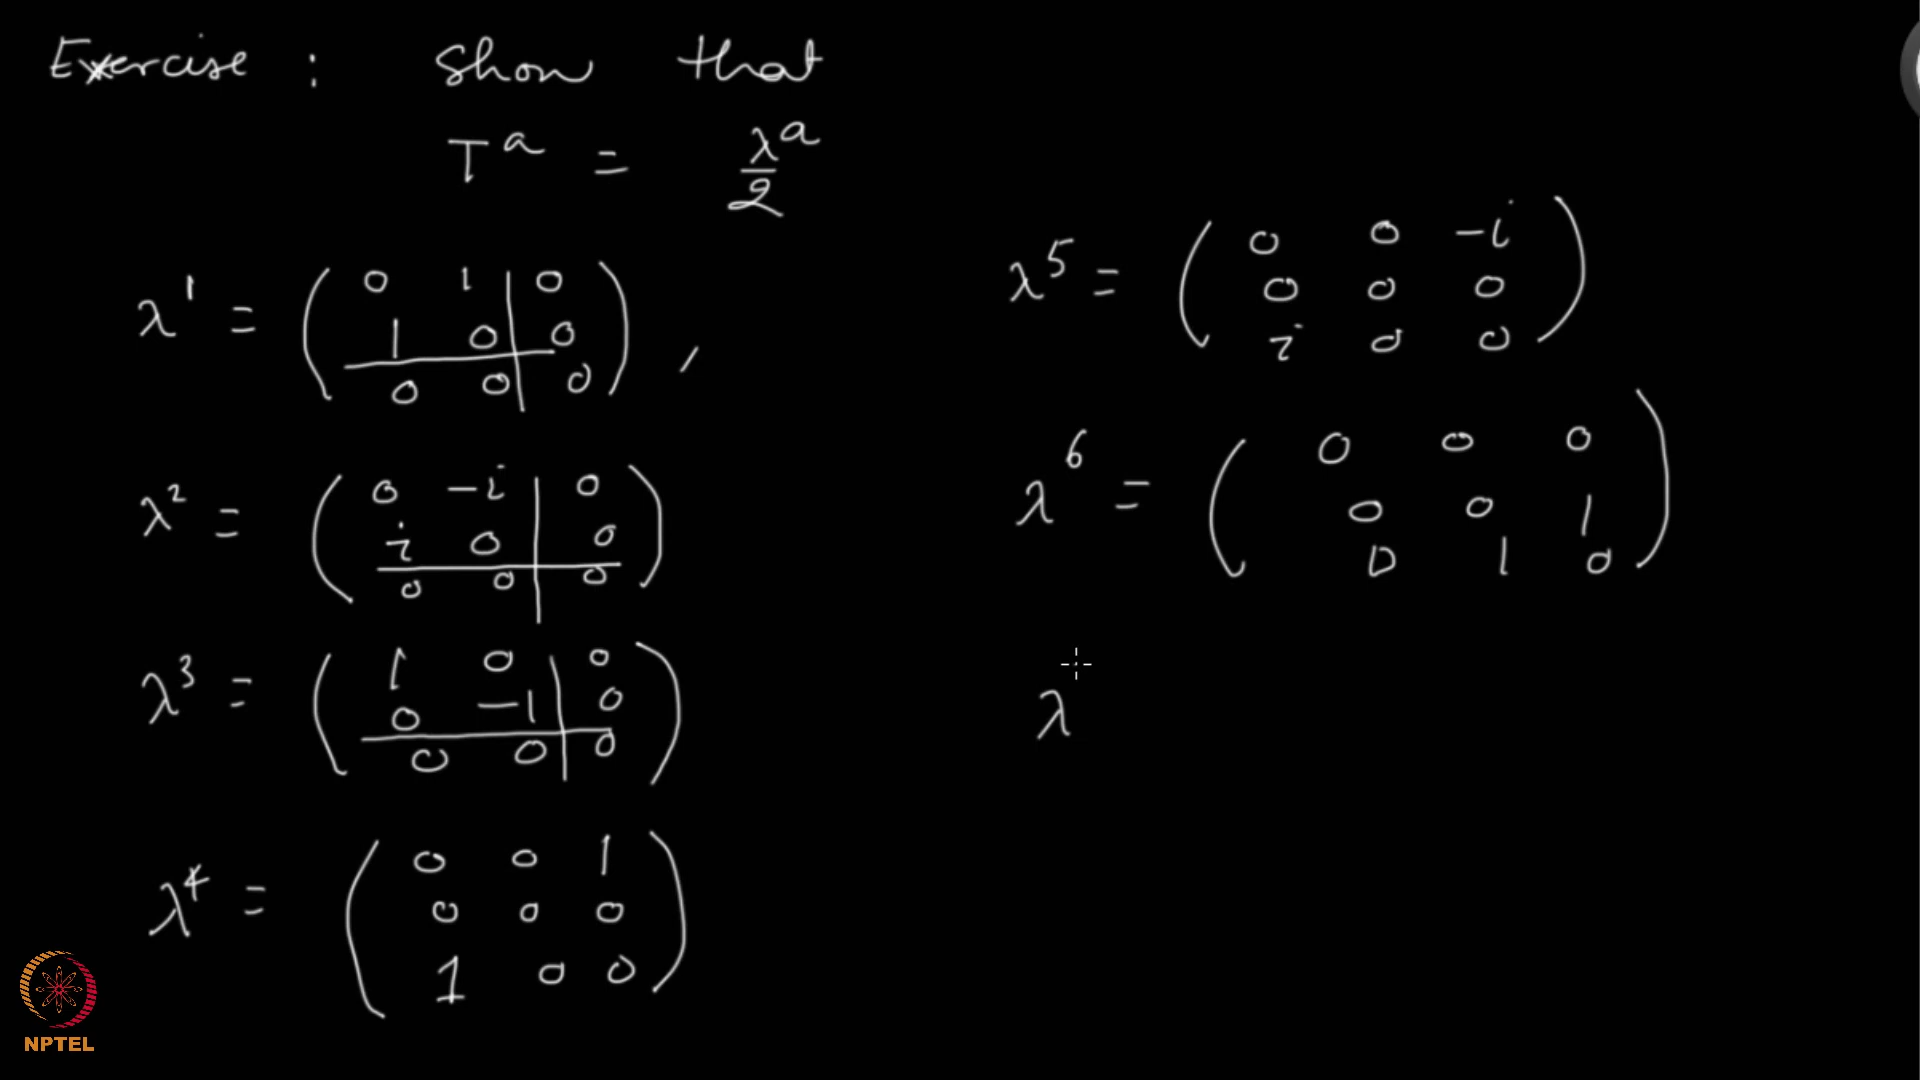 Exercise : Show that
T^a = λ^a/2
λ^1 = ( 0 1 | 0
1 0 | 0
0 0 | 0 ) ,
λ^2 = ( 0 -i | 0
i 0 | 0
0 0 | 0 )
λ^3 = ( 1 0 | 0
0 -1 | 0
0 0 | 0 )
λ^4 = ( 0 0 1
0 0 0
1 0 0 )
λ^5 = ( 0 0 -i
0 0 0
i 0 0 )
λ^6 = ( 0 0 0
0 0 1
0 1 0 )
λ
NPTEL